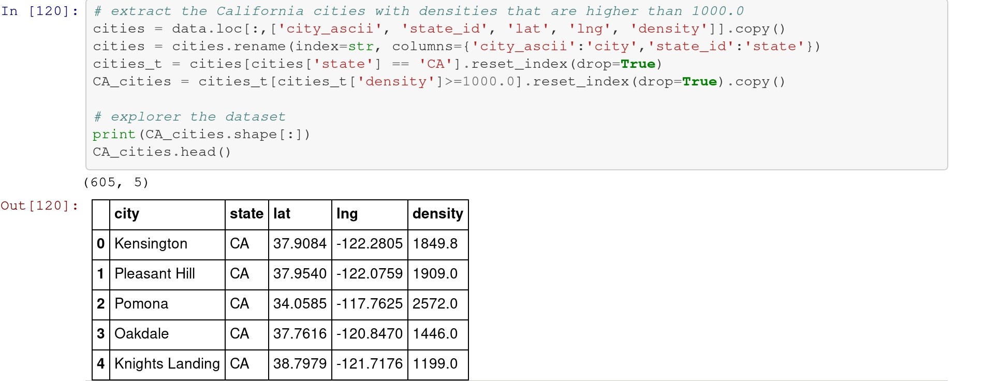 In [120]: # extract the California cities with densities that are higher than 1000.0
cities = data.loc[:,['city_ascii', 'state_id', 'lat', 'lng', 'density']].copy()
cities = cities.rename(index=str, columns={'city_ascii':'city','state_id':'state'})
cities_t = cities[cities['state'] == 'CA'].reset_index(drop=True)
CA_cities = cities_t[cities_t['density']>=1000.0].reset_index(drop=True).copy()
# explorer the dataset
print(CA_cities.shape[:])
CA_cities.head()
(605, 5)
Out[120]:
city state lat lng density
0 Kensington CA 37.9084 -122.2805 1849.8
1 Pleasant Hill CA 37.9540 -122.0759 1909.0
2 Pomona CA 34.0585 -117.7625 2572.0
3 Oakdale CA 37.7616 -120.8470 1446.0
4 Knights Landing CA 38.7979 -121.7176 1199.0